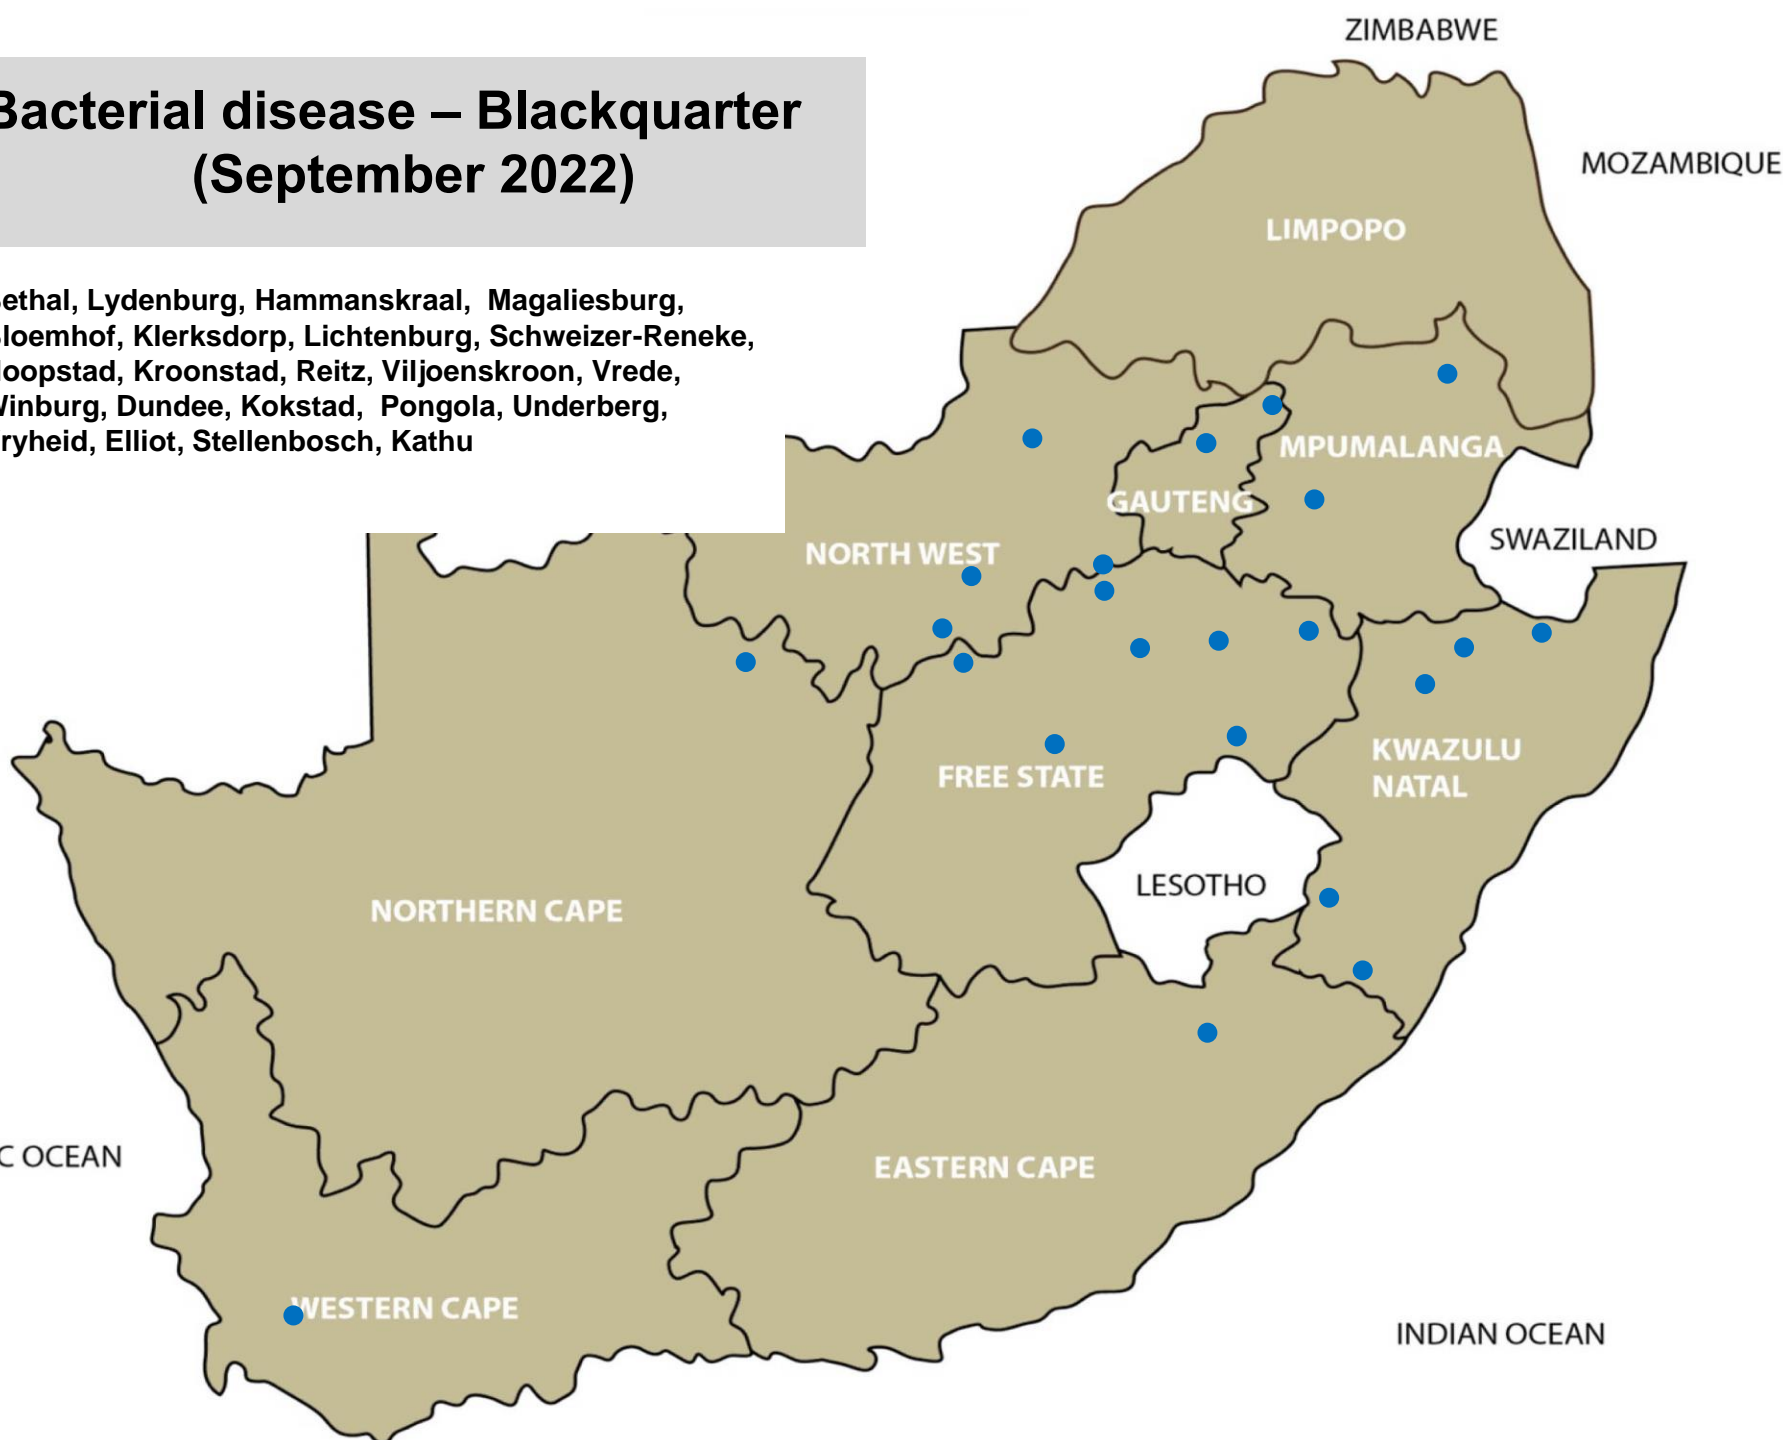 Bacterial disease – Blackquarter
(September 2022)
ethal, Lydenburg, Hammanskraal, Magaliesburg,
loemhof, Klerksdorp, Lichtenburg, Schweizer-Reneke,
oopstad, Kroonstad, Reitz, Viljoenskroon, Vrede,
Winburg, Dundee, Kokstad, Pongola, Underberg,
ryheid, Elliot, Stellenbosch, Kathu
ZIMBABWE
MOZAMBIQUE
LIMPOPO
MPUMALANGA
GAUTENG
SWAZILAND
NORTH WEST
KWAZULU
NATAL
FREE STATE
LESOTHO
NORTHERN CAPE
C OCEAN
EASTERN CAPE
WESTERN CAPE
INDIAN OCEAN